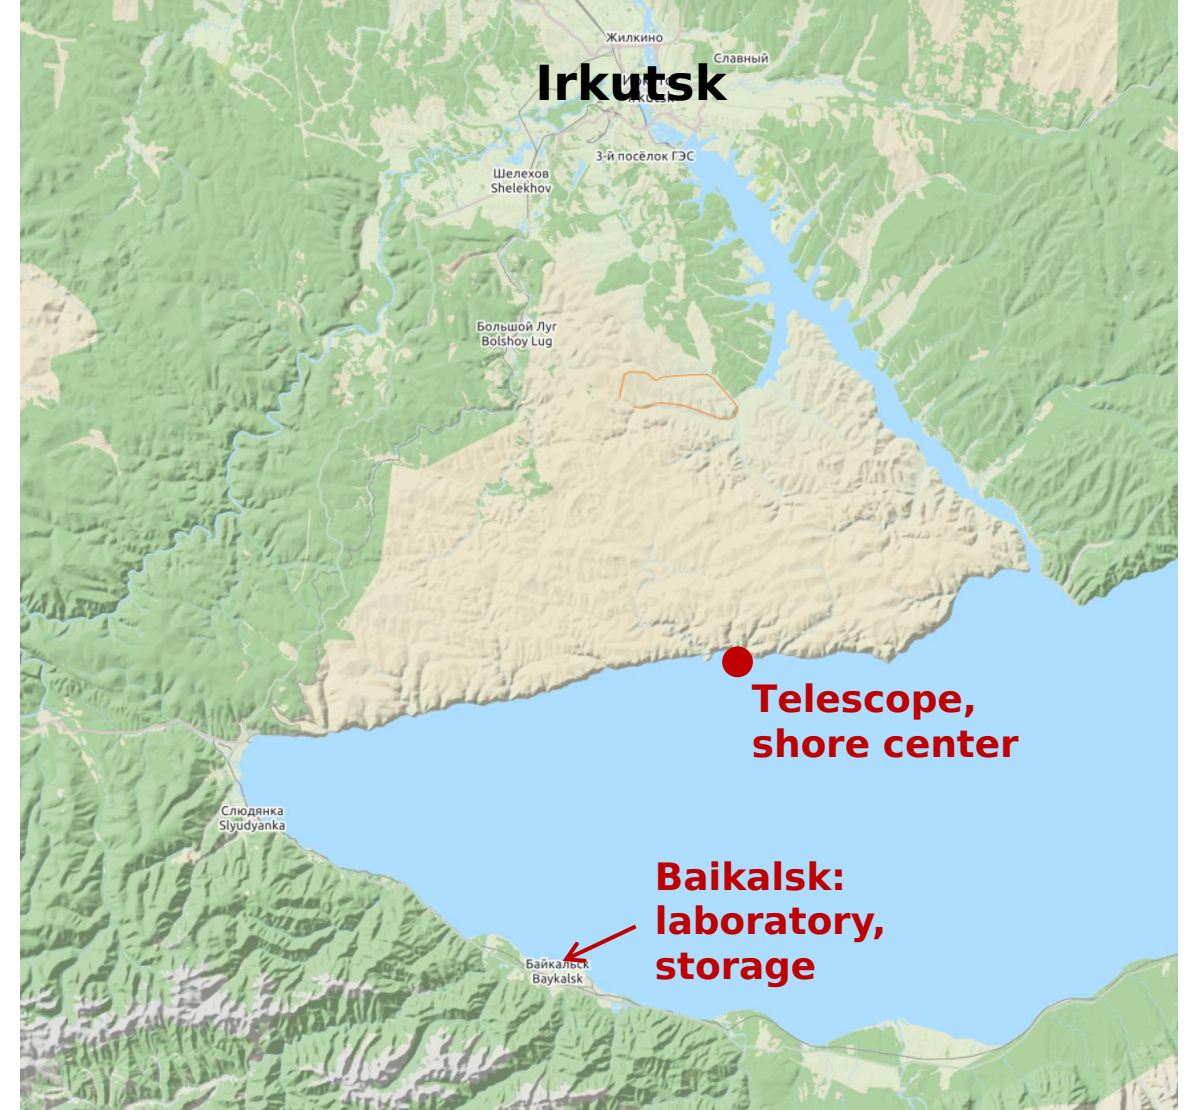 Жилкино
Славный
Irkutsk
3-й посёлок ГЭС
Шелехов
Shelekhov
Большой Луг
Bolshoy Lug
Telescope,
shore center
Слюдянка
Slyudyanka
Baikalsk:
laboratory,
storage
Байкальск
Baykalsk